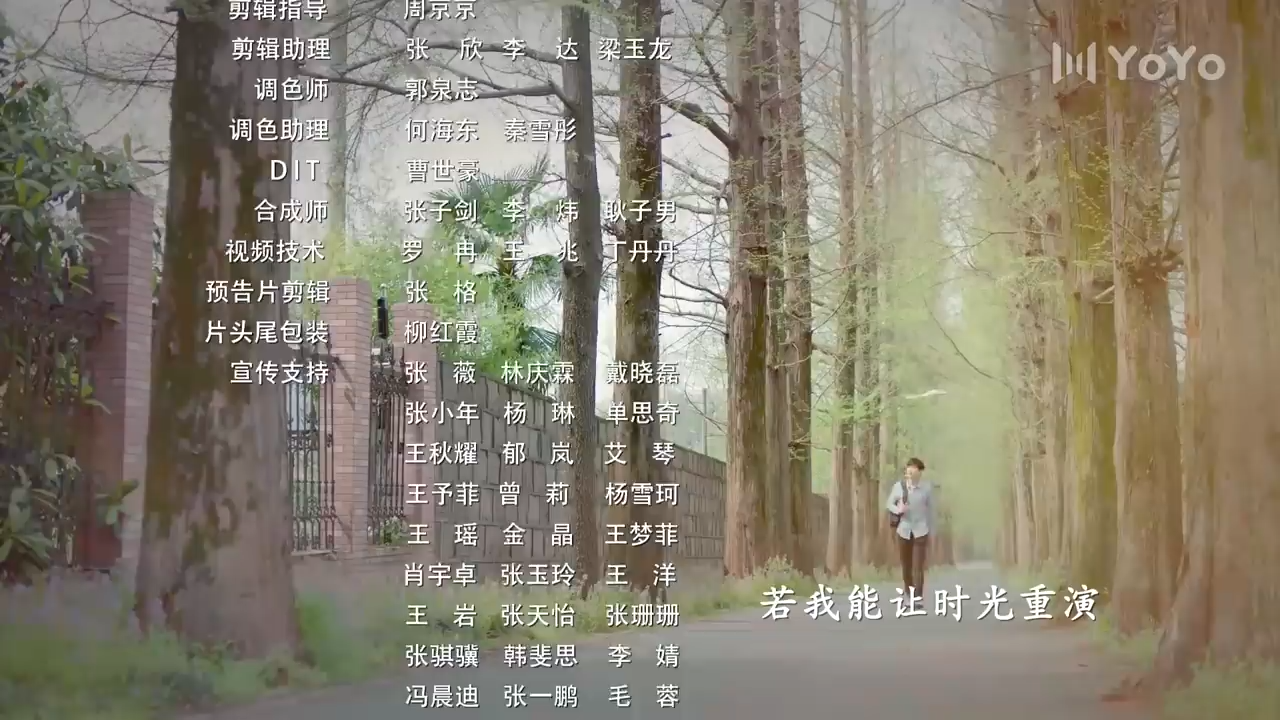 剪辑指导 周京京
剪辑助理 张 欣 李 达 梁玉龙
调色师 郭泉志
调色助理 何海东 秦雪彤
DIT 曹世豪
合成师 张子剑 李 炜 耿子男
视频技术 罗 冉 王 兆 丁丹丹
预告片剪辑 张 格
片头尾包装 柳红霞
宣传支持 张 薇 林庆霖 戴晓磊
张小年 杨 琳 单思奇
王秋耀 郁 岚 艾 琴
王予菲 曾 莉 杨雪珂
王 瑶 金 晶 王梦菲
肖宇卓 张玉玲 王 洋
王 岩 张天怡 张珊珊
张骐骥 韩斐思 李 婧
冯晨迪 张一鹏 毛 蓉
YoYo
若我能让时光重演